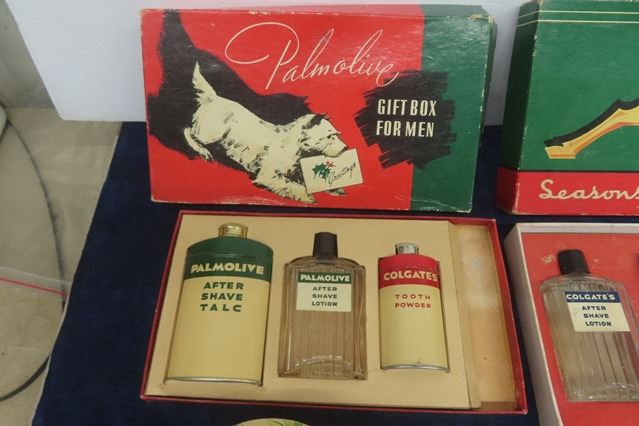 Palmolive
GIFT BOX
FOR MEN
Greetings
Seasons
PALMOLIVE
AFTER
SHAVE
TALC
PALMOLIVE
AFTER
SHAVE
LOTION
COLGATE'S
TOOTH
POWDER
COLGATE'S
AFTER
SHAVE
LOTION